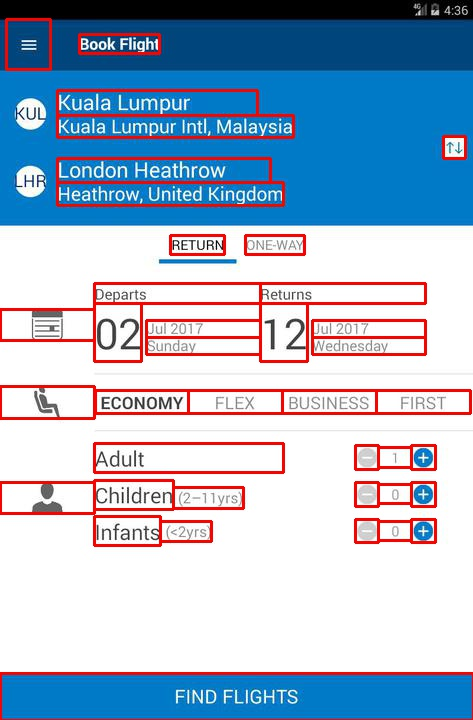 4G 4:36
Book Flight
KUL Kuala Lumpur
Kuala Lumpur Intl, Malaysia
LHR London Heathrow
Heathrow, United Kingdom
RETURN ONE-WAY
Departs Returns
02 Jul 2017 Sunday 12 Jul 2017 Wednesday
ECONOMY FLEX BUSINESS FIRST
Adult 1
Children (2–11yrs) 0
Infants (<2yrs) 0
FIND FLIGHTS